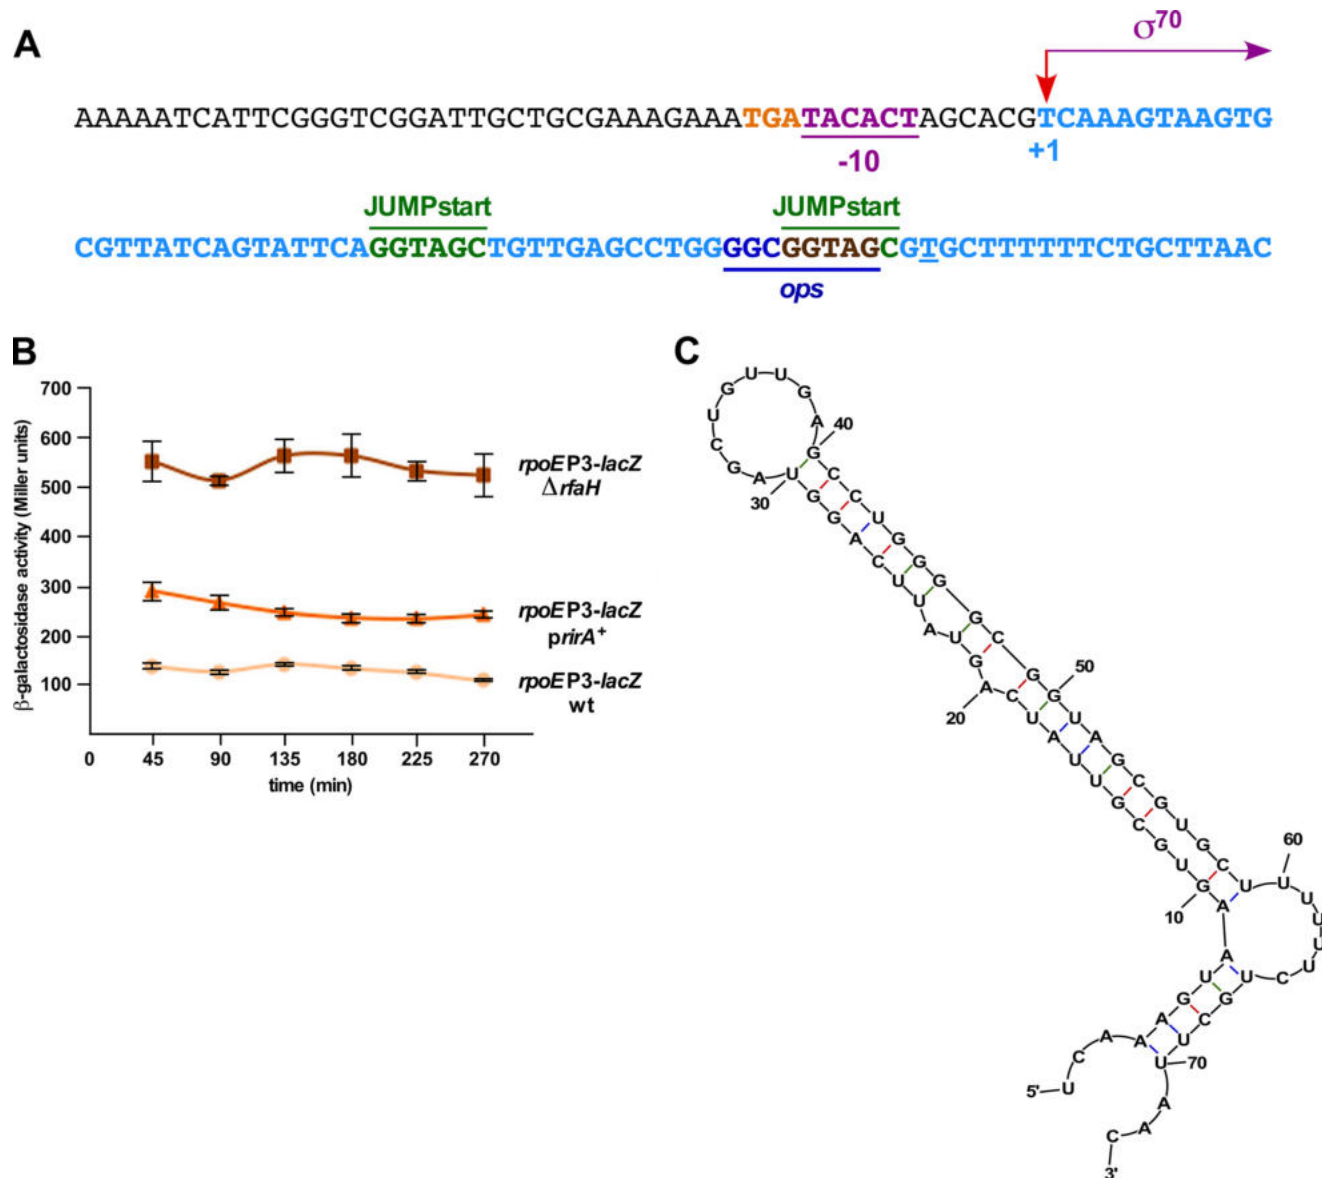 A
σ70
AAAAATCATTCGGGTCGGATTGCTGCGAAAGAAATGATACACTAGCACGTCAAAGTAAGTG
-10
+1
JUMPstart JUMPstart
CGTTATCAGTATTCAGGTAGCTGTTGAGCCTGGGGGCGGTAGCGTGCTTTTTTCTGCTTAAC
ops
B
β-galactosidase activity (Miller units)
700
600
500
400
300
200
100
0 45 90 135 180 225 270
time (min)
rpoEP3-lacZ
ΔrfaH
rpoEP3-lacZ
prirA+
rpoEP3-lacZ
wt
C
5'
10
20
30
40
50
60
70
3'